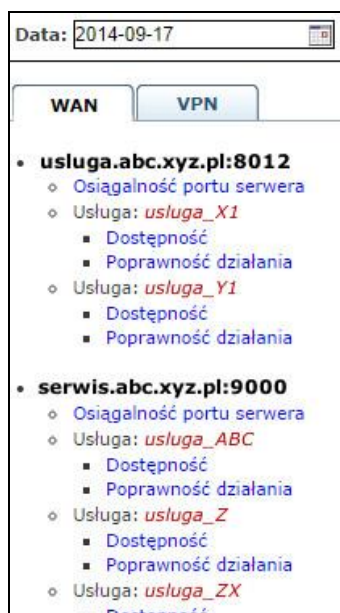 Data: 2014-09-17
WAN VPN
usluga.abc.xyz.pl:8012
Osiągalność portu serwera
Usługa: usluga_X1
Dostępność
Poprawność działania
Usługa: usluga_Y1
Dostępność
Poprawność działania
serwis.abc.xyz.pl:9000
Osiągalność portu serwera
Usługa: usluga_ABC
Dostępność
Poprawność działania
Usługa: usluga_Z
Dostępność
Poprawność działania
Usługa: usluga_ZX
Dostępność